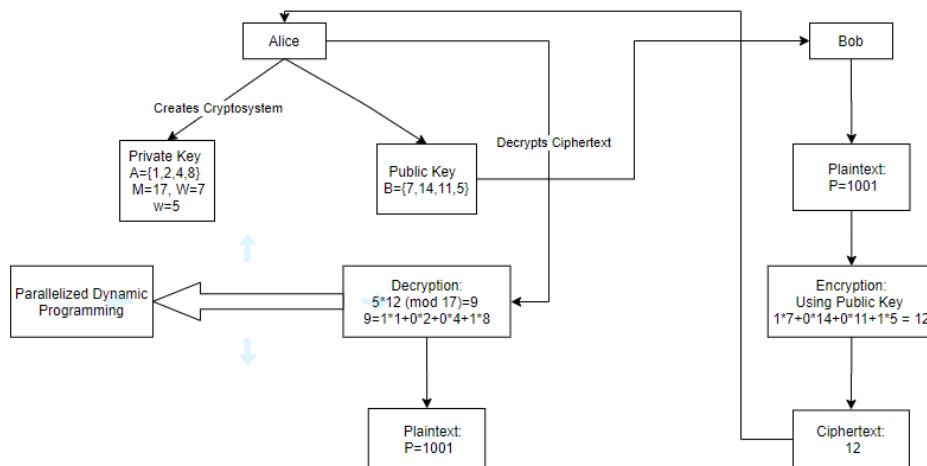 Alice
Bob
Creates Cryptosystem
Decrypts Ciphertext
Private Key
A={1,2,4,8}
M=17, W=7
w=5
Public Key
B={7,14,11,5}
Plaintext:
P=1001
Parallelized Dynamic
Programming
Decryption:
5*12 (mod 17)=9
9=1*1+0*2+0*4+1*8
Encryption:
Using Public Key
1*7+0*14+0*11+1*5 = 12
Plaintext:
P=1001
Ciphertext:
12